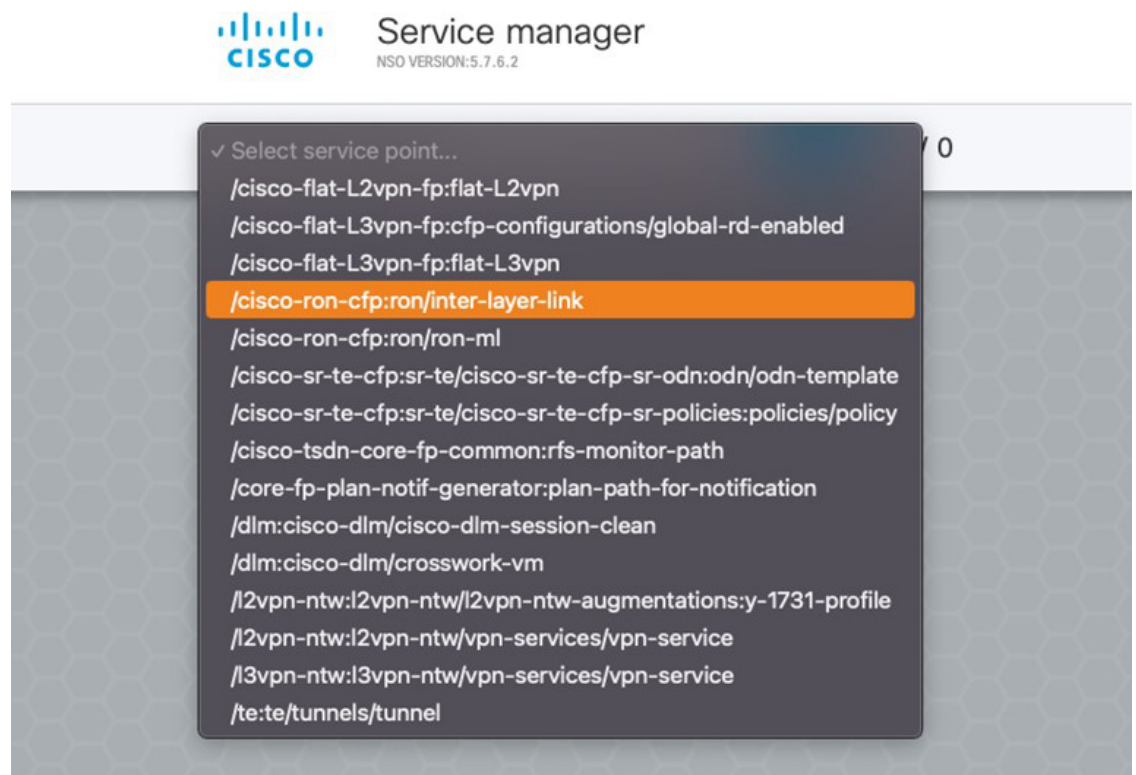 CISCO
Service manager
NSO VERSION:5.7.6.2
✓ Select service point...
/ 0
/cisco-flat-L2vpn-fp:flat-L2vpn
/cisco-flat-L3vpn-fp:cfp-configurations/global-rd-enabled
/cisco-flat-L3vpn-fp:flat-L3vpn
/cisco-ron-cfp:ron/inter-layer-link
/cisco-ron-cfp:ron/ron-ml
/cisco-sr-te-cfp:sr-te/cisco-sr-te-cfp-sr-odn:odn/odn-template
/cisco-sr-te-cfp:sr-te/cisco-sr-te-cfp-sr-policies:policies/policy
/cisco-tsdn-core-fp-common:rfs-monitor-path
/core-fp-plan-notif-generator:plan-path-for-notification
/dlm:cisco-dlm/cisco-dlm-session-clean
/dlm:cisco-dlm/crosswork-vm
/l2vpn-ntw:l2vpn-ntw/l2vpn-ntw-augmentations:y-1731-profile
/l2vpn-ntw:l2vpn-ntw/vpn-services/vpn-service
/l3vpn-ntw:l3vpn-ntw/vpn-services/vpn-service
/te:te/tunnels/tunnel